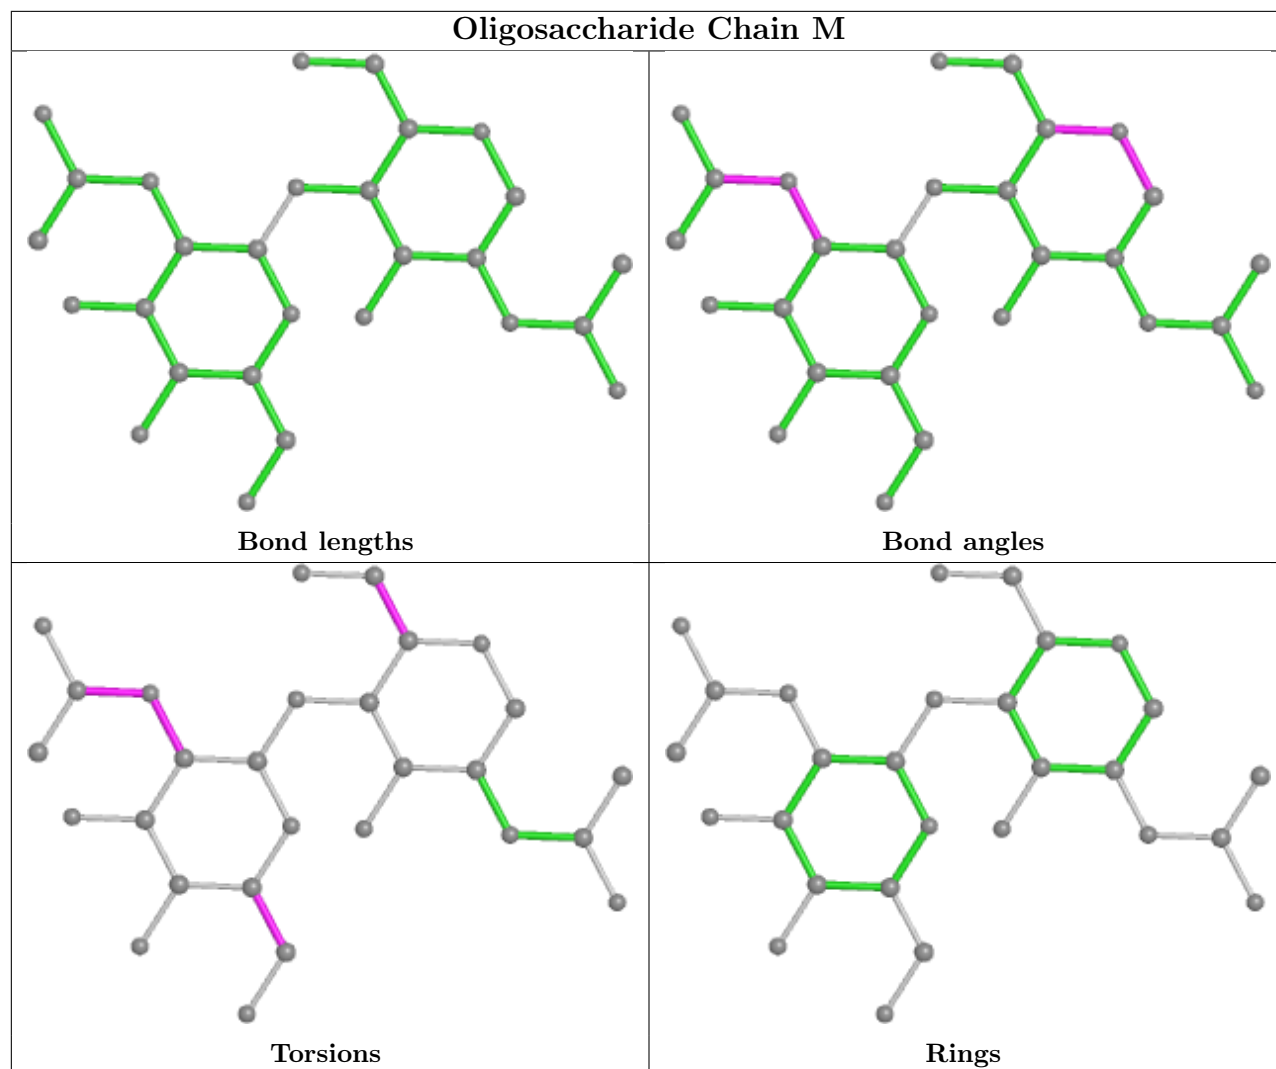 Oligosaccharide Chain M
Bond lengths
Bond angles
Torsions
Rings